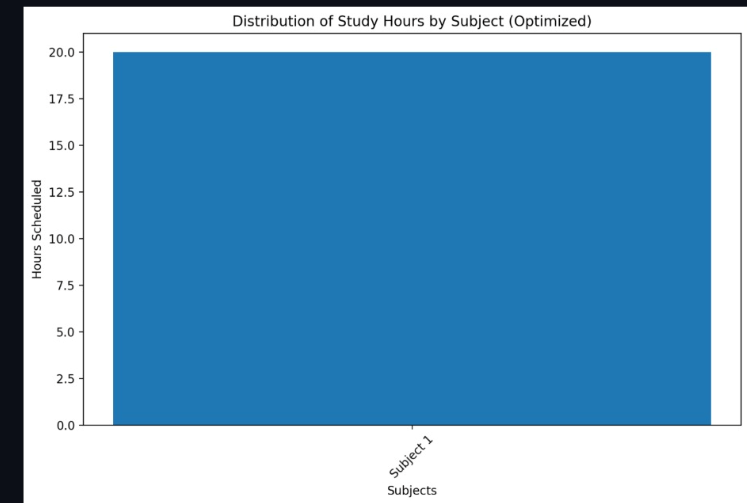 Distribution of Study Hours by Subject (Optimized)
Hours Scheduled
20.0
17.5
15.0
12.5
10.0
7.5
5.0
2.5
0.0
Subject 1
Subjects